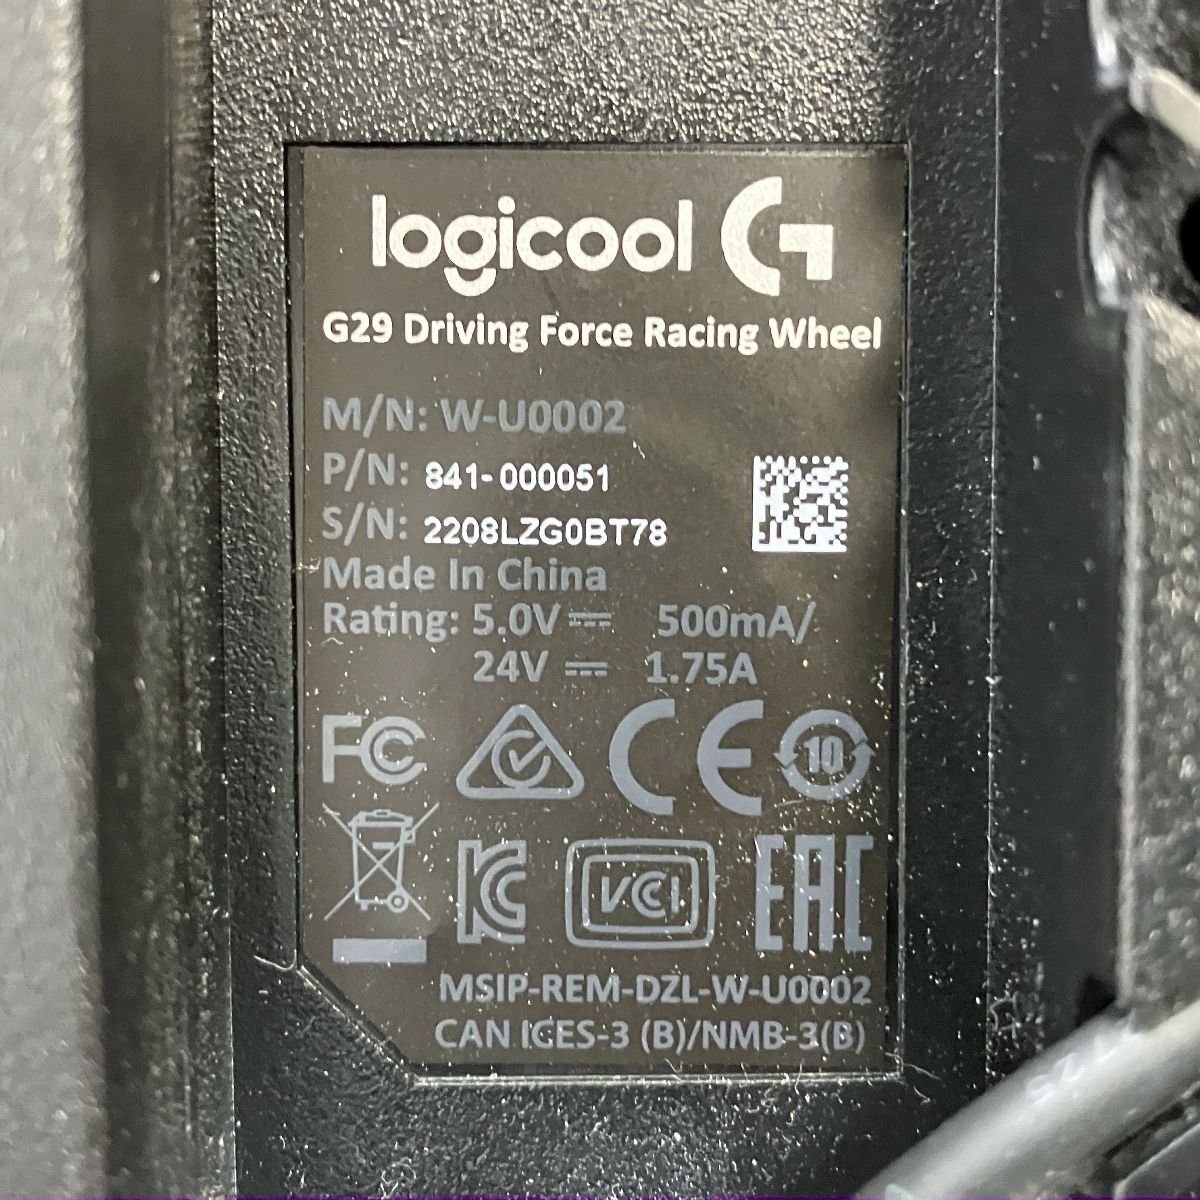 logicool G
G29 Driving Force Racing Wheel
M/N: W-U0002
P/N: 841-000051
S/N: 2208LZG0BT78
Made In China
Rating: 5.0V⎓ 500mA/
24V ⎓ 1.75A
FC CE 10
KC VCI EAC
MSIP-REM-DZL-W-U0002
CAN ICES-3 (B)/NMB-3(B)